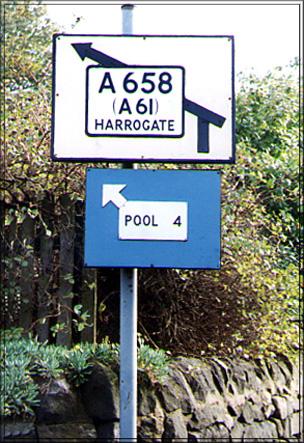 A 658
(A61)
HARROGATE
POOL 4